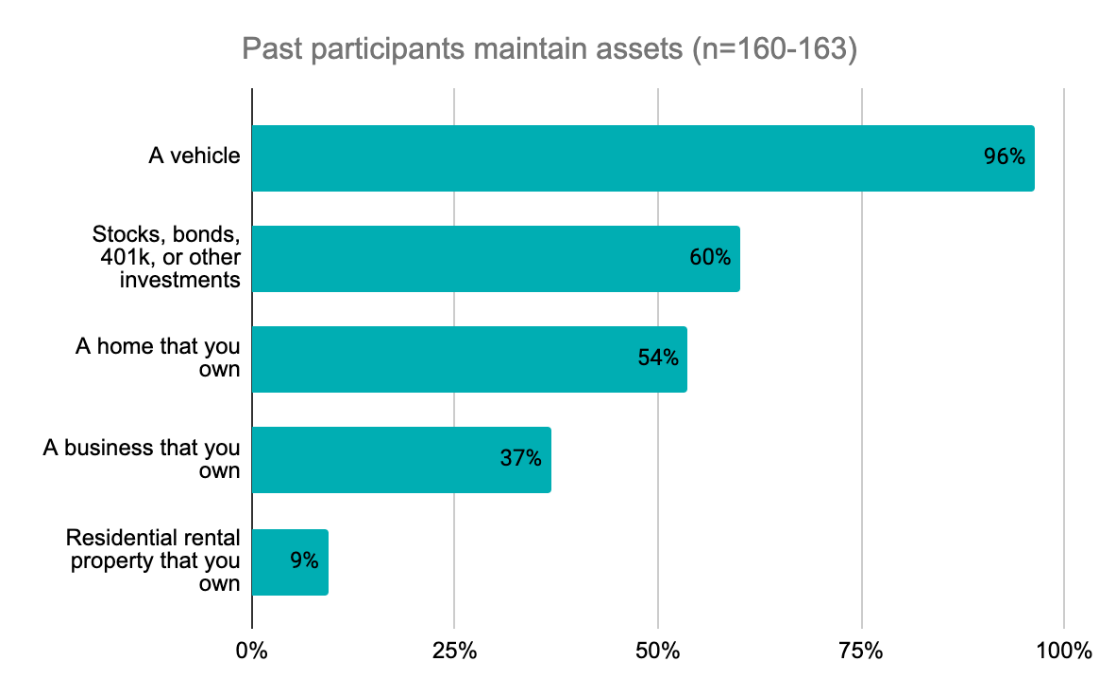 Past participants maintain assets (n=160-163)
A vehicle
96%
Stocks, bonds,
401k, or other
investments
60%
A home that you
own
54%
A business that you
own
37%
Residential rental
property that you
own
9%
0%
25%
50%
75%
100%